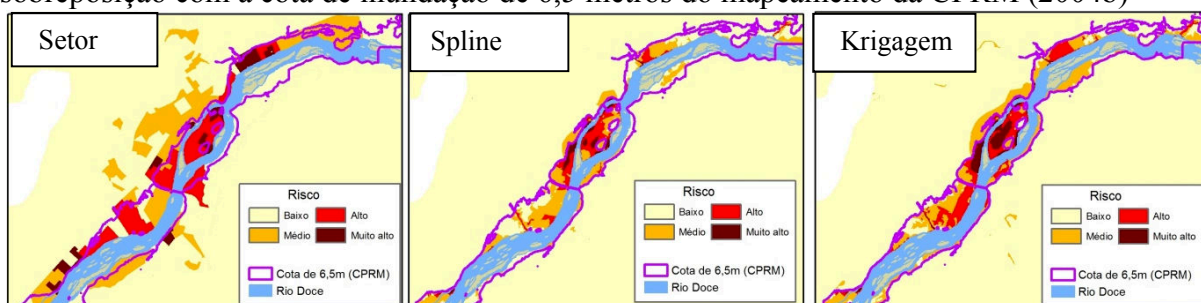 sobreposição com a cota de inundação de 6,5 metros do mapeamento da CPRM (2004b)
Setor
Risco
Baixo Alto
Médio Muito alto
Cota de 6,5m (CPRM)
Rio Doce
Spline
Risco
Baixo Alto
Médio Muito alto
Cota de 6,5m (CPRM)
Rio Doce
Krigagem
Risco
Baixo Alto
Médio Muito alto
Cota de 6,5m (CPRM)
Rio Doce